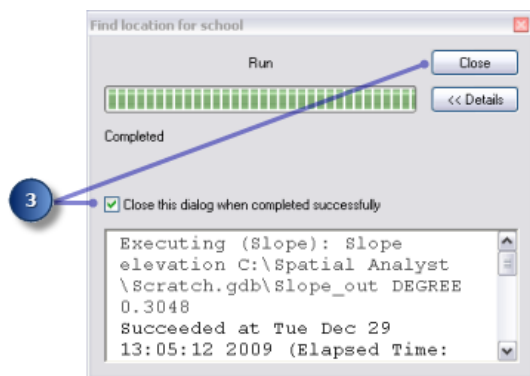 Find location for school
Run
Close
<< Details
Completed
3
Close this dialog when completed successfully
Executing (Slope): Slope
elevation C:\Spatial Analyst
\Scratch.gdb\Slope_out DEGREE
0.3048
Succeeded at Tue Dec 29
13:05:12 2009 (Elapsed Time: